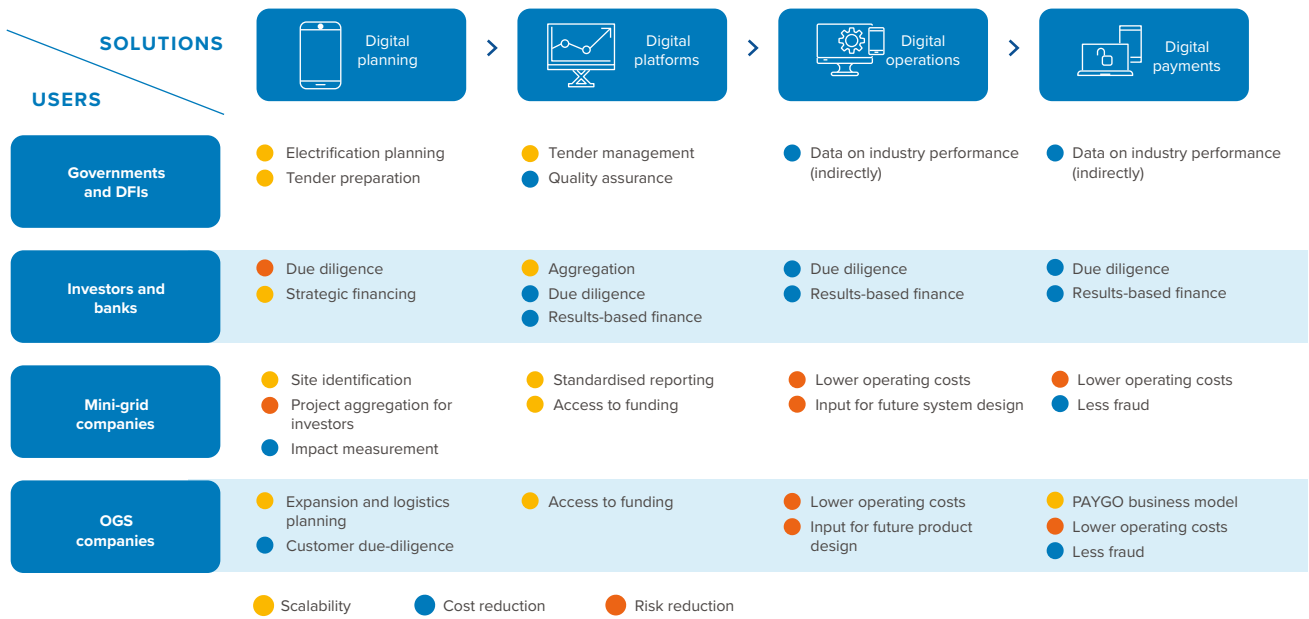 SOLUTIONS
USERS
Digital
planning
Digital
platforms
Digital
operations
Digital
payments
Governments
and DFIs
Electrification planning
Tender preparation
Tender management
Quality assurance
Data on industry performance
(indirectly)
Data on industry performance
(indirectly)
Investors and
banks
Due diligence
Strategic financing
Aggregation
Due diligence
Results-based finance
Due diligence
Results-based finance
Due diligence
Results-based finance
Mini-grid
companies
Site identification
Project aggregation for
investors
Impact measurement
Standardised reporting
Access to funding
Lower operating costs
Input for future system design
Lower operating costs
Less fraud
OGS
companies
Expansion and logistics
planning
Customer due-diligence
Access to funding
Lower operating costs
Input for future product
design
PAYGO business model
Lower operating costs
Less fraud
Scalability
Cost reduction
Risk reduction